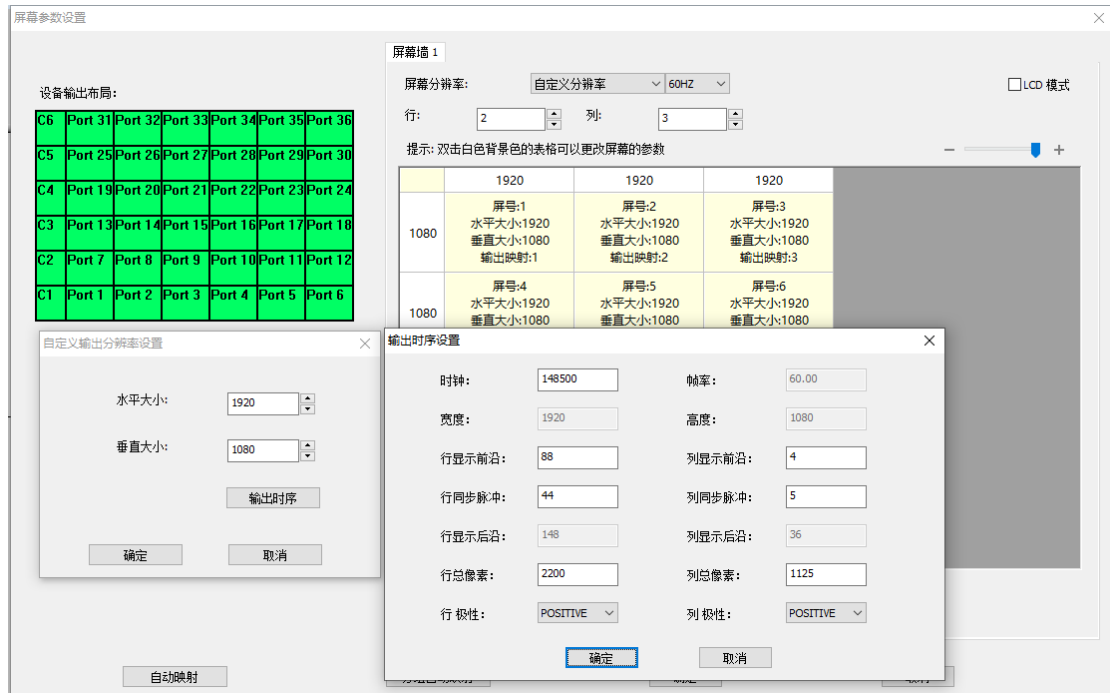 屏幕参数设置
屏幕墙 1
屏幕分辨率: 自定义分辨率 60HZ LCD 模式
设备输出布局:
行: 2 列: 3
提示: 双击白色背景色的表格可以更改屏幕的参数 − +
C6 Port 31 Port 32 Port 33 Port 34 Port 35 Port 36
C5 Port 25 Port 26 Port 27 Port 28 Port 29 Port 30
C4 Port 19 Port 20 Port 21 Port 22 Port 23 Port 24
C3 Port 13 Port 14 Port 15 Port 16 Port 17 Port 18
C2 Port 7 Port 8 Port 9 Port 10 Port 11 Port 12
C1 Port 1 Port 2 Port 3 Port 4 Port 5 Port 6
1920 1920 1920
屏号:1 屏号:2 屏号:3
水平大小:1920 水平大小:1920 水平大小:1920
1080
垂直大小:1080 垂直大小:1080 垂直大小:1080
输出映射:1 输出映射:2 输出映射:3
屏号:4 屏号:5 屏号:6
水平大小:1920 水平大小:1920 水平大小:1920
1080
垂直大小:1080 垂直大小:1080 垂直大小:1080
自定义输出分辨率设置
水平大小: 1920
垂直大小: 1080
输出时序
确定 取消
输出时序设置
时钟: 148500 帧率: 60.00
宽度: 1920 高度: 1080
行显示前沿: 88 列显示前沿: 4
行同步脉冲: 44 列同步脉冲: 5
行显示后沿: 148 列显示后沿: 36
行总像素: 2200 列总像素: 1125
行 极性: POSITIVE 列 极性: POSITIVE
确定 取消
自动映射